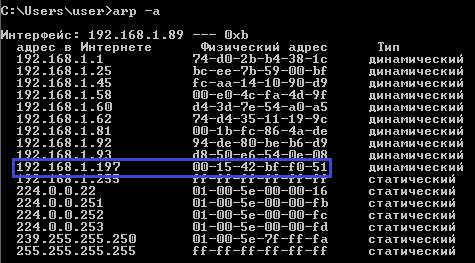 C:\Users\user>arp -a
Интерфейс: 192.168.1.89 --- 0xb
адрес в Интернете Физический адрес Тип
192.168.1.1 74-d0-2b-b4-38-1c динамический
192.168.1.25 bc-ee-7b-59-00-bf динамический
192.168.1.45 fc-aa-14-10-90-d9 динамический
192.168.1.58 00-e0-4c-fa-4d-9f динамический
192.168.1.60 d4-3d-7e-54-a0-a5 динамический
192.168.1.62 74-d4-35-11-19-9c динамический
192.168.1.81 00-1b-fc-86-4a-de динамический
192.168.1.92 94-de-80-be-b6-d9 динамический
192.168.1.93 d8-50-e6-54-0e-08 динамический
192.168.1.197 00-15-42-bf-f0-51 динамический
192.168.1.255 ff-ff-ff-ff-ff-ff статический
224.0.0.22 01-00-5e-00-00-16 статический
224.0.0.251 01-00-5e-00-00-fb статический
224.0.0.252 01-00-5e-00-00-fc статический
224.0.0.253 01-00-5e-00-00-fd статический
239.255.255.250 01-00-5e-7f-ff-fa статический
255.255.255.255 ff-ff-ff-ff-ff-ff статический